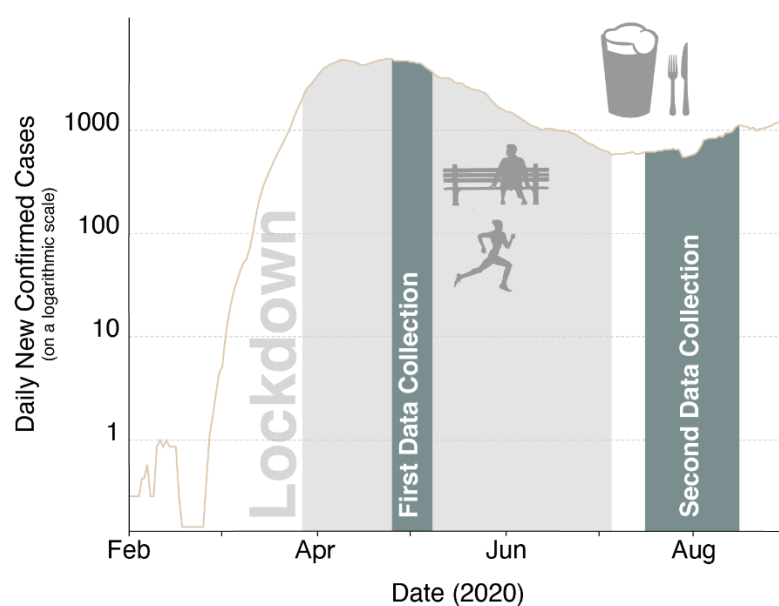 Daily New Confirmed Cases
(on a logarithmic scale)
1000
100
10
1
Lockdown
First Data Collection
Second Data Collection
Feb
Apr
Jun
Aug
Date (2020)